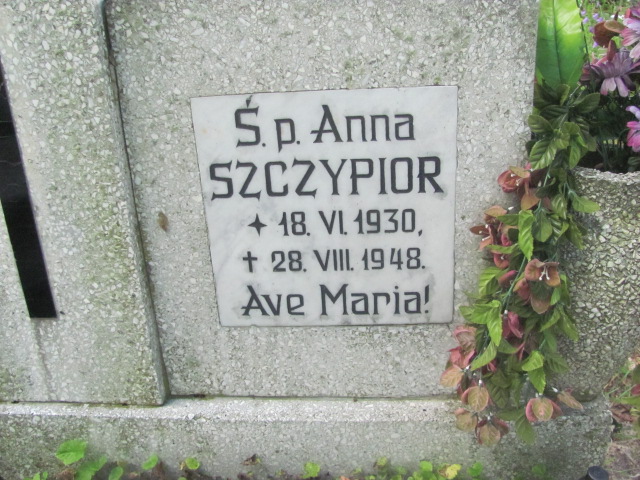 Ś.p. Anna
SZCZYPIOR
✦ 18. VI. 1930,
✝ 28. VIII. 1948.
Ave Maria!